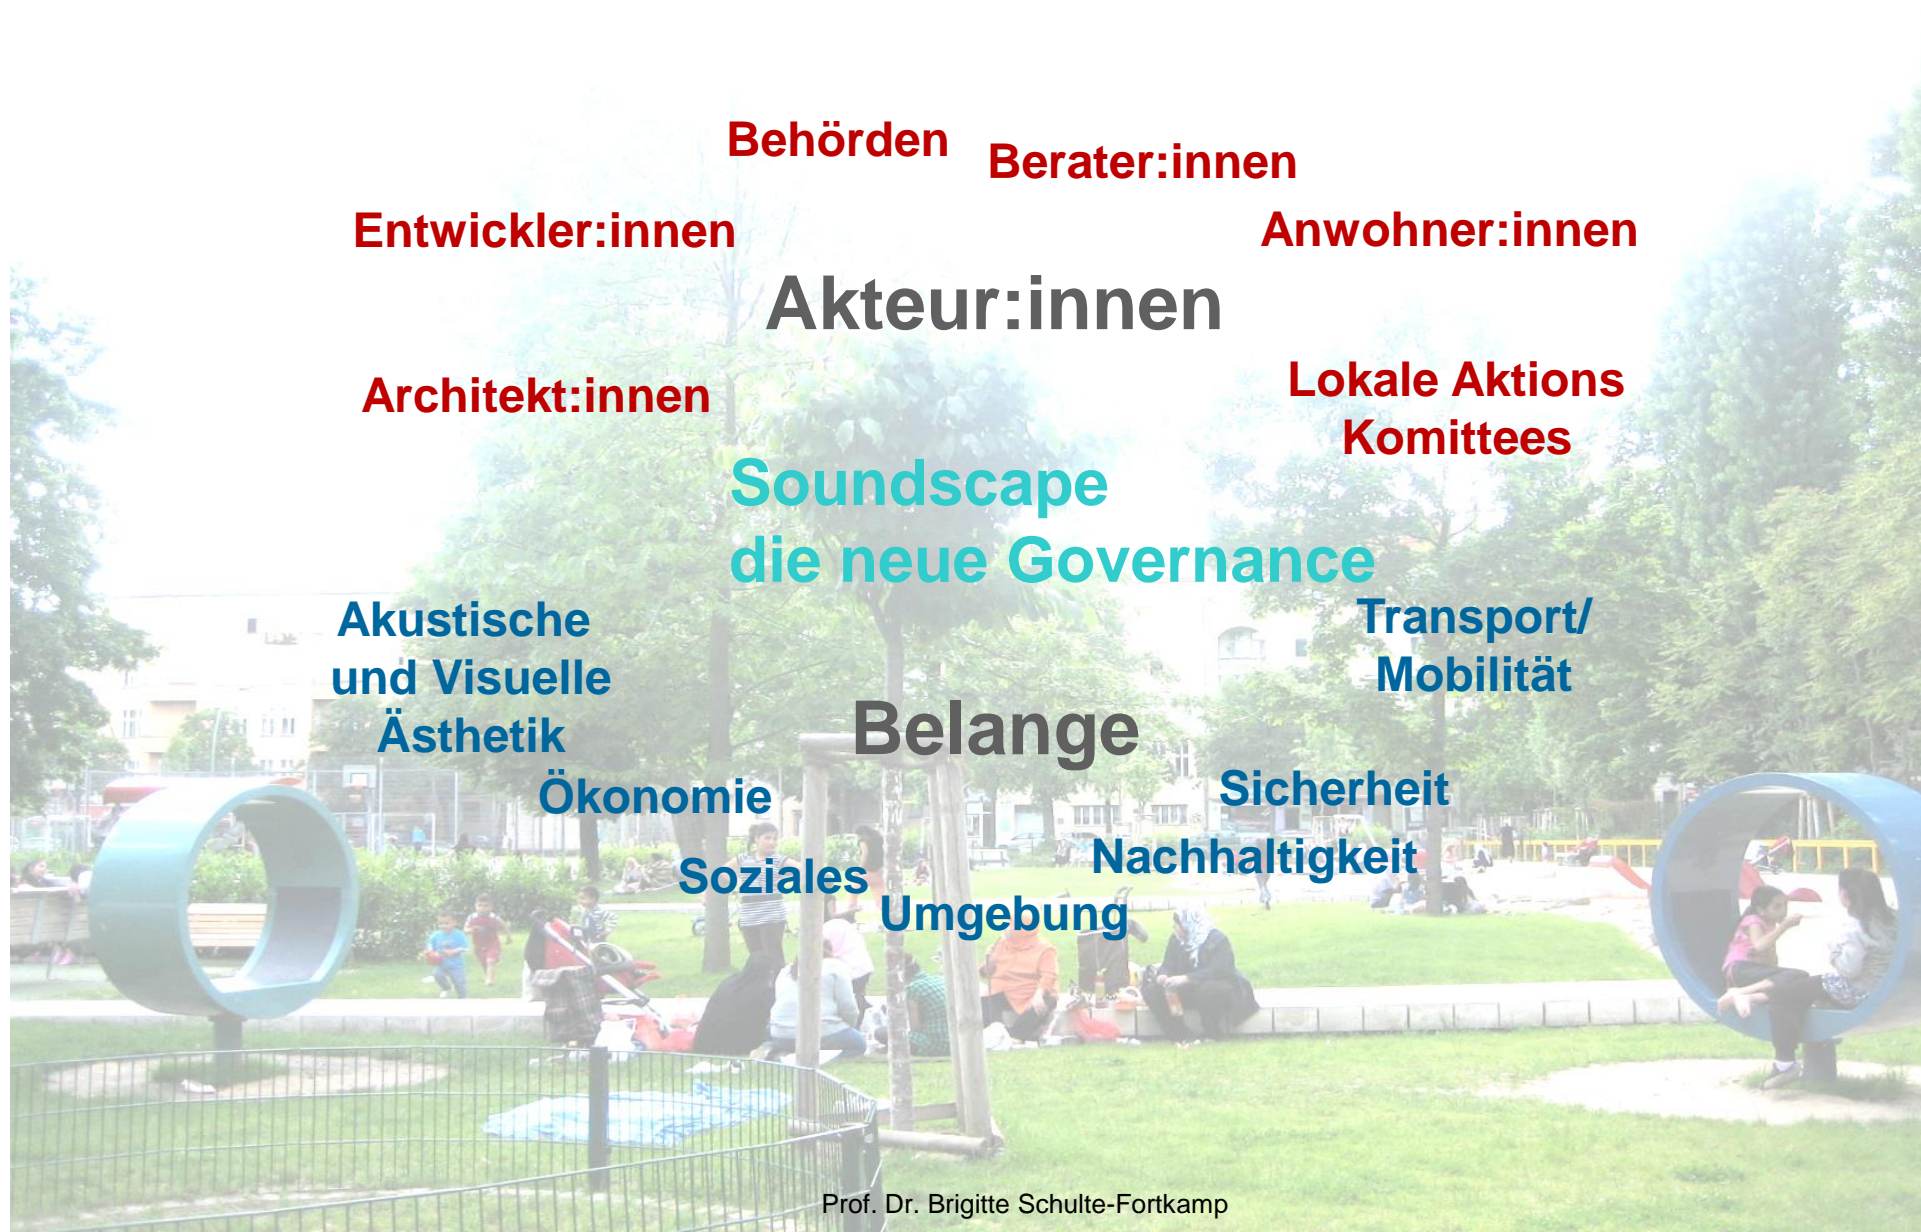 Behörden
Berater:innen
Entwickler:innen
Anwohner:innen
Akteur:innen
Architekt:innen
Lokale Aktions
Komittees
Soundscape
die neue Governance
Akustische
und Visuelle
Ästhetik
Transport/
Mobilität
Belange
Ökonomie
Sicherheit
Soziales
Nachhaltigkeit
Umgebung
Prof. Dr. Brigitte Schulte-Fortkamp